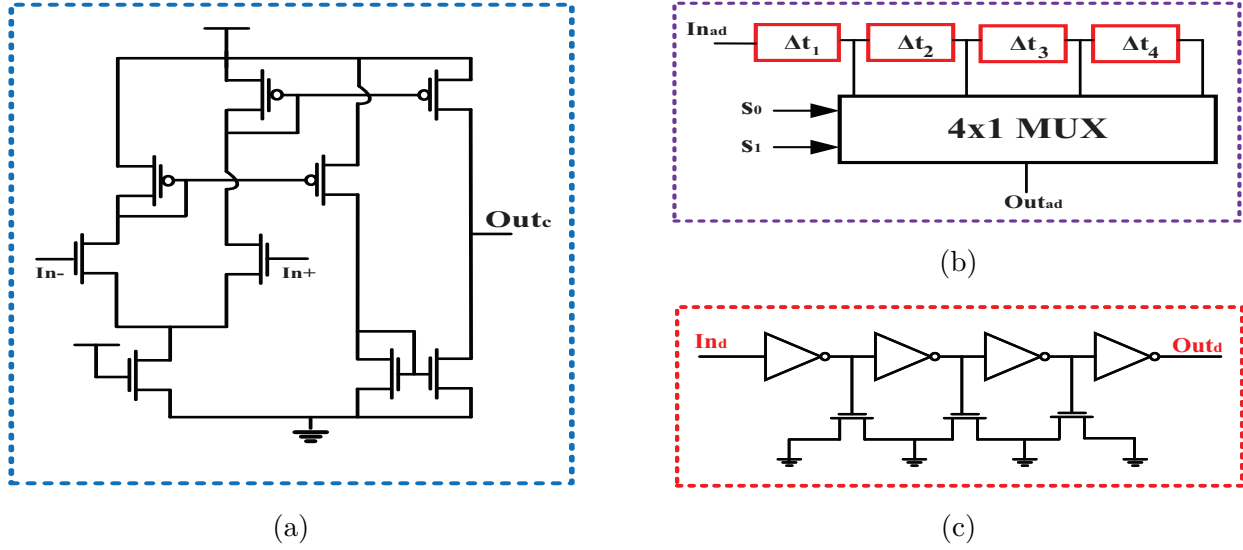 Outc
In-
In+
(a)
Inad
Δt1
Δt2
Δt3
Δt4
s0
s1
4x1 MUX
Outad
(b)
Ind
Outd
(c)